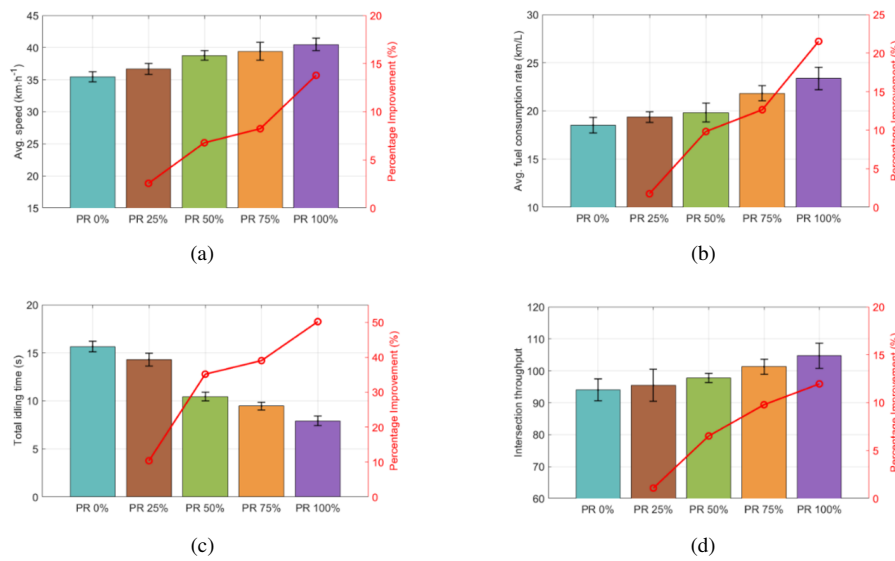 45
40
35
30
25
20
15
Avg. speed (km·h⁻¹)
20
15
10
5
0
Percentage Improvement (%)
PR 0% PR 25% PR 50% PR 75% PR 100%
(a)
30
25
20
15
10
Avg. fuel consumption rate (km/L)
25
20
15
10
5
0
Percentage Improvement (%)
PR 0% PR 25% PR 50% PR 75% PR 100%
(b)
20
15
10
5
0
Total idling time (s)
50
40
30
20
10
0
Percentage Improvement (%)
PR 0% PR 25% PR 50% PR 75% PR 100%
(c)
120
110
100
90
80
70
60
Intersection throughput
20
15
10
5
0
Percentage Improvement (%)
PR 0% PR 25% PR 50% PR 75% PR 100%
(d)